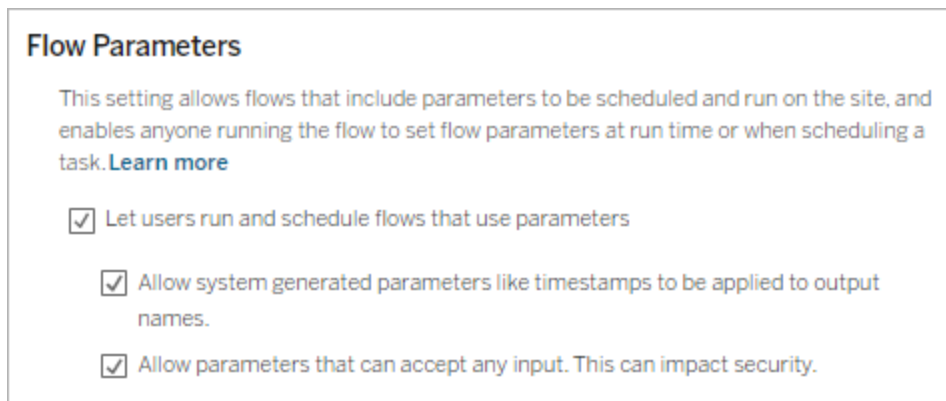 Flow Parameters
This setting allows flows that include parameters to be scheduled and run on the site, and
enables anyone running the flow to set flow parameters at run time or when scheduling a
task. Learn more
Let users run and schedule flows that use parameters
Allow system generated parameters like timestamps to be applied to output
names.
Allow parameters that can accept any input. This can impact security.